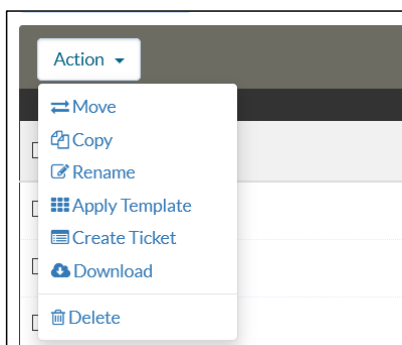 Action
Move
Copy
Rename
Apply Template
Create Ticket
Download
Delete